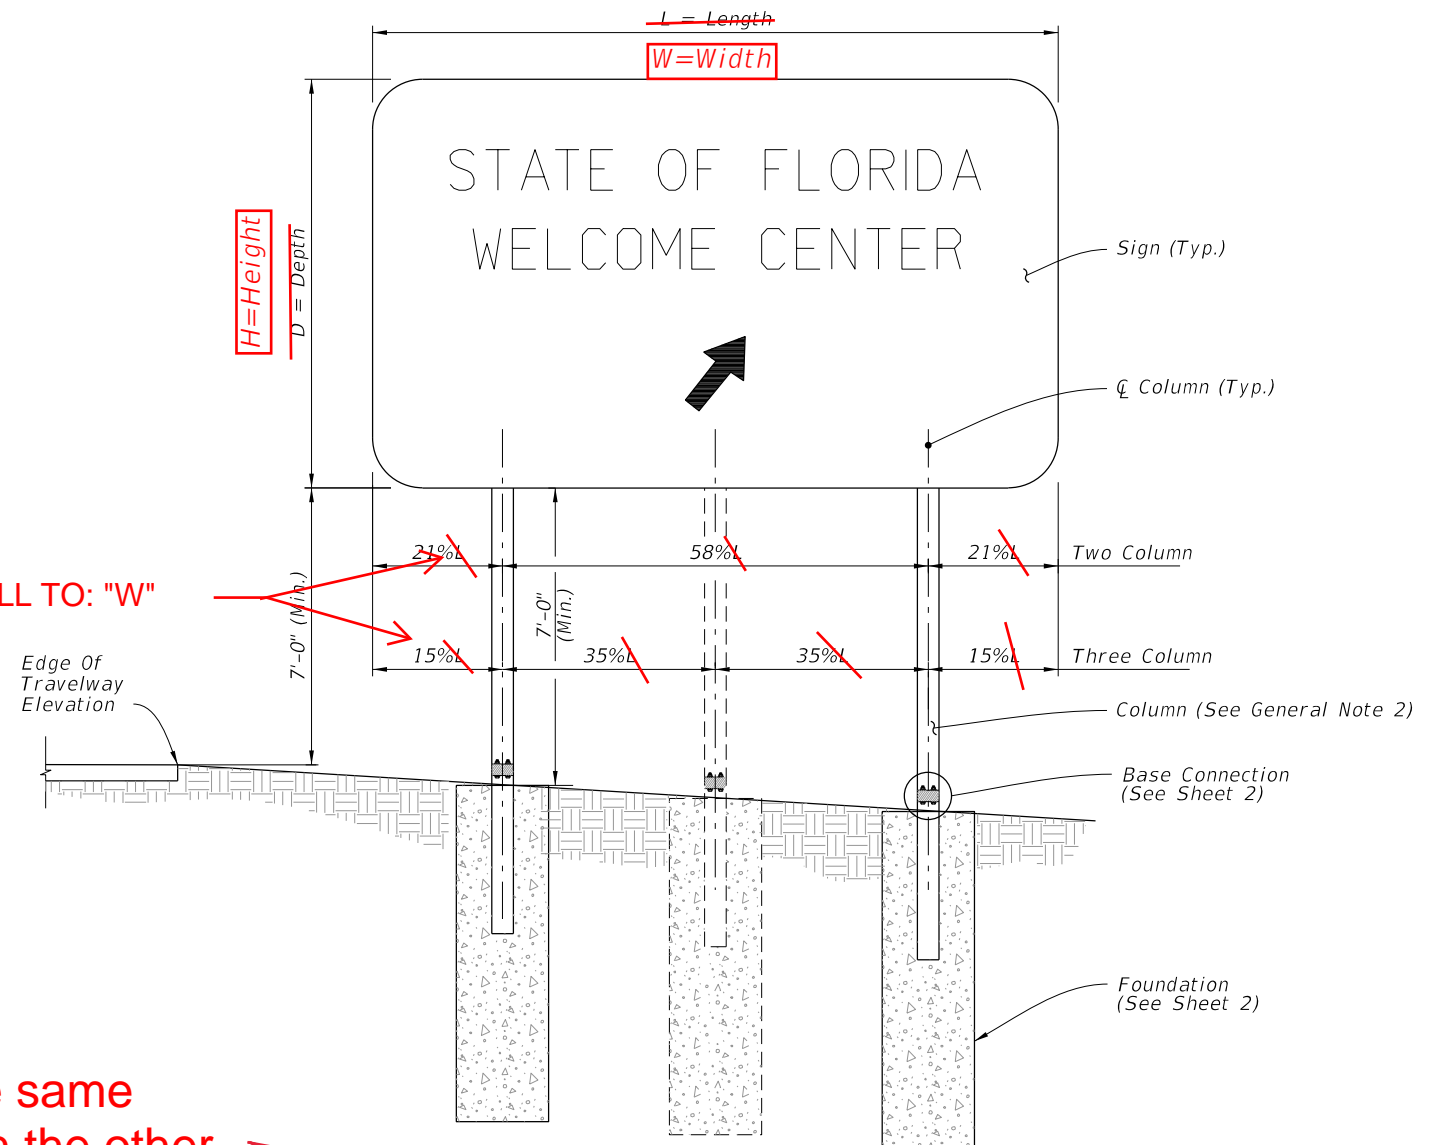 L = Length
W=Width
STATE OF FLORIDA
WELCOME CENTER
H=Height
D = Depth
Sign (Typ.)
℄ Column (Typ.)
21%L
58%L
21%L
Two Column
LL TO: "W"
7'-0" (Min.)
7'-0"
(Min.)
15%L
35%L
35%L
15%L
Three Column
Edge Of
Travelway
Elevation
Column (See General Note 2)
Base Connection
(See Sheet 2)
Foundation
(See Sheet 2)
same
the other